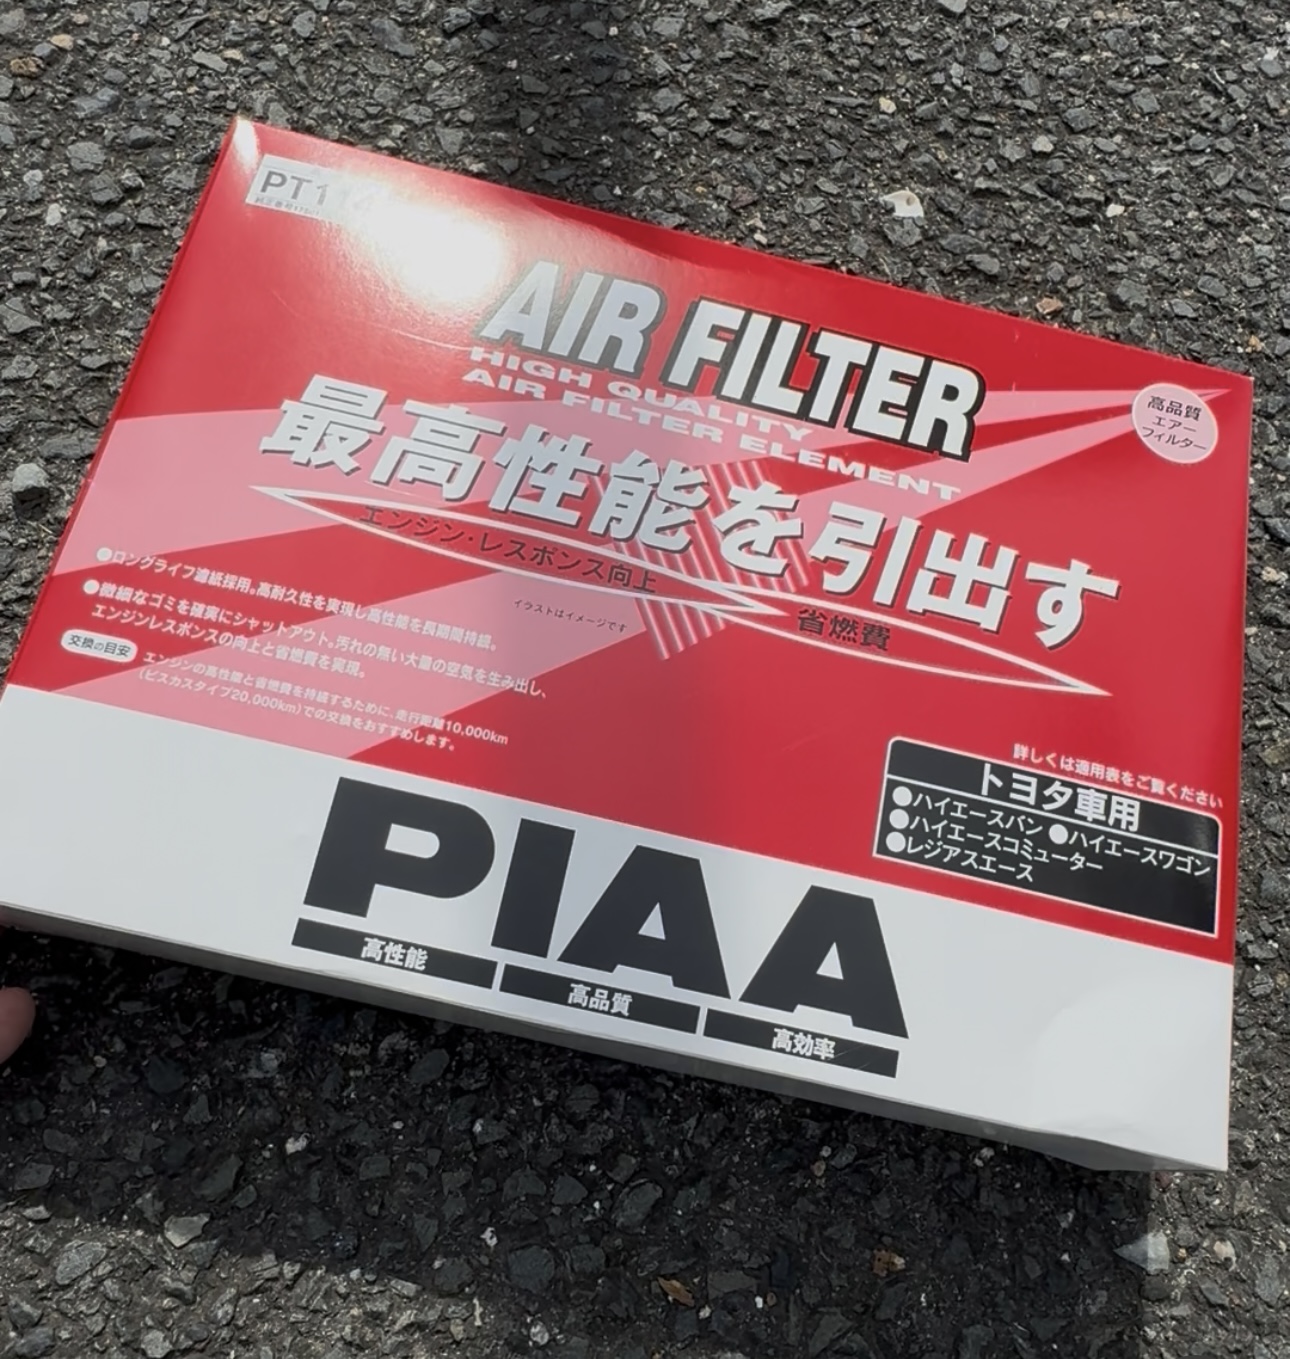 PT1
純正番号
AIR FILTER
HIGH QUALITY
AIR FILTER ELEMENT
高品質
エアー
フィルター
最高性能を引出す
エンジン・レスポンス向上
省燃費
イラストはイメージです
●ロングライフ濾紙採用。高耐久性を実現し高性能を長期間持続。
●微細なゴミを確実にシャットアウト。汚れの無い大量の空気を生み出し、
エンジンレスポンスの向上と省燃費を実現。
交換の目安
エンジンの高性能と省燃費を持続するために、走行距離10,000km
(ビスカスタイプ20,000km)での交換をおすすめします。
詳しくは適用表をご覧ください
トヨタ車用
●ハイエースバン ●ハイエースワゴン
●ハイエースコミューター
●レジアスエース
PIAA
高性能
高品質
高効率